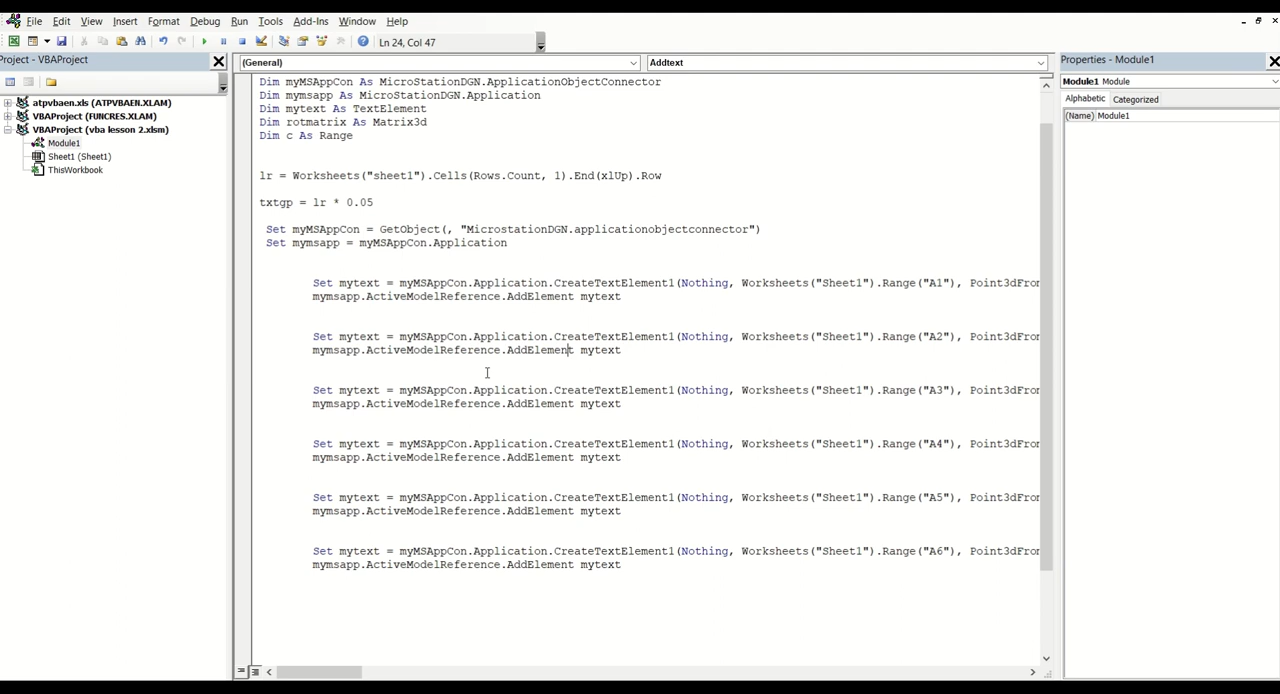 File Edit View Insert Format Debug Run Tools Add-Ins Window Help
Ln 24, Col 47
Project - VBAProject
atpvbaen.xls (ATPVBAEN.XLAM)
VBAProject (FUNCRES.XLAM)
VBAProject (vba lesson 2.xlsm)
Module1
Sheet1 (Sheet1)
ThisWorkbook
(General) Addtext
Dim myMSAppCon As MicroStationDGN.ApplicationObjectConnector
Dim mymsapp As MicroStationDGN.Application
Dim mytext As TextElement
Dim rotmatrix As Matrix3d
Dim c As Range
lr = Worksheets("sheet1").Cells(Rows.Count, 1).End(xlUp).Row
txtgp = lr * 0.05
Set myMSAppCon = GetObject(, "MicrostationDGN.applicationobjectconnector")
Set mymsapp = myMSAppCon.Application
Set mytext = myMSAppCon.Application.CreateTextElement1(Nothing, Worksheets("Sheet1").Range("A1"), Point3dFror
mymsapp.ActiveModelReference.AddElement mytext
Set mytext = myMSAppCon.Application.CreateTextElement1(Nothing, Worksheets("Sheet1").Range("A2"), Point3dFror
mymsapp.ActiveModelReference.AddElement mytext
Set mytext = myMSAppCon.Application.CreateTextElement1(Nothing, Worksheets("Sheet1").Range("A3"), Point3dFror
mymsapp.ActiveModelReference.AddElement mytext
Set mytext = myMSAppCon.Application.CreateTextElement1(Nothing, Worksheets("Sheet1").Range("A4"), Point3dFror
mymsapp.ActiveModelReference.AddElement mytext
Set mytext = myMSAppCon.Application.CreateTextElement1(Nothing, Worksheets("Sheet1").Range("A5"), Point3dFror
mymsapp.ActiveModelReference.AddElement mytext
Set mytext = myMSAppCon.Application.CreateTextElement1(Nothing, Worksheets("Sheet1").Range("A6"), Point3dFror
mymsapp.ActiveModelReference.AddElement mytext
Properties - Module1
Module1 Module
Alphabetic Categorized
(Name) Module1